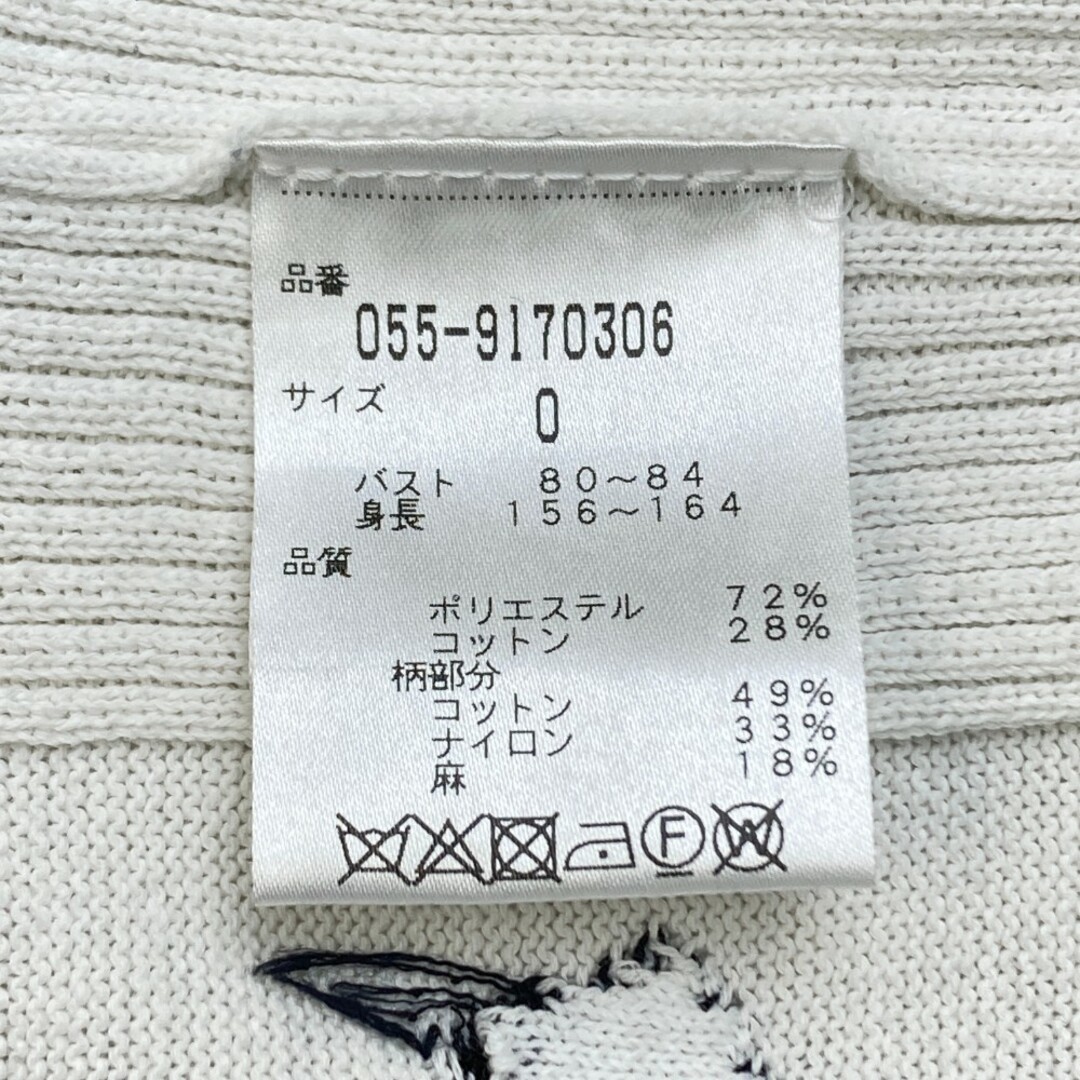 品番
055-9170306
サイズ
0
バスト 80~84
身長 156~164
品質
ポリエステル 72%
コットン 28%
柄部分
コットン 49%
ナイロン 33%
麻 18%
F W